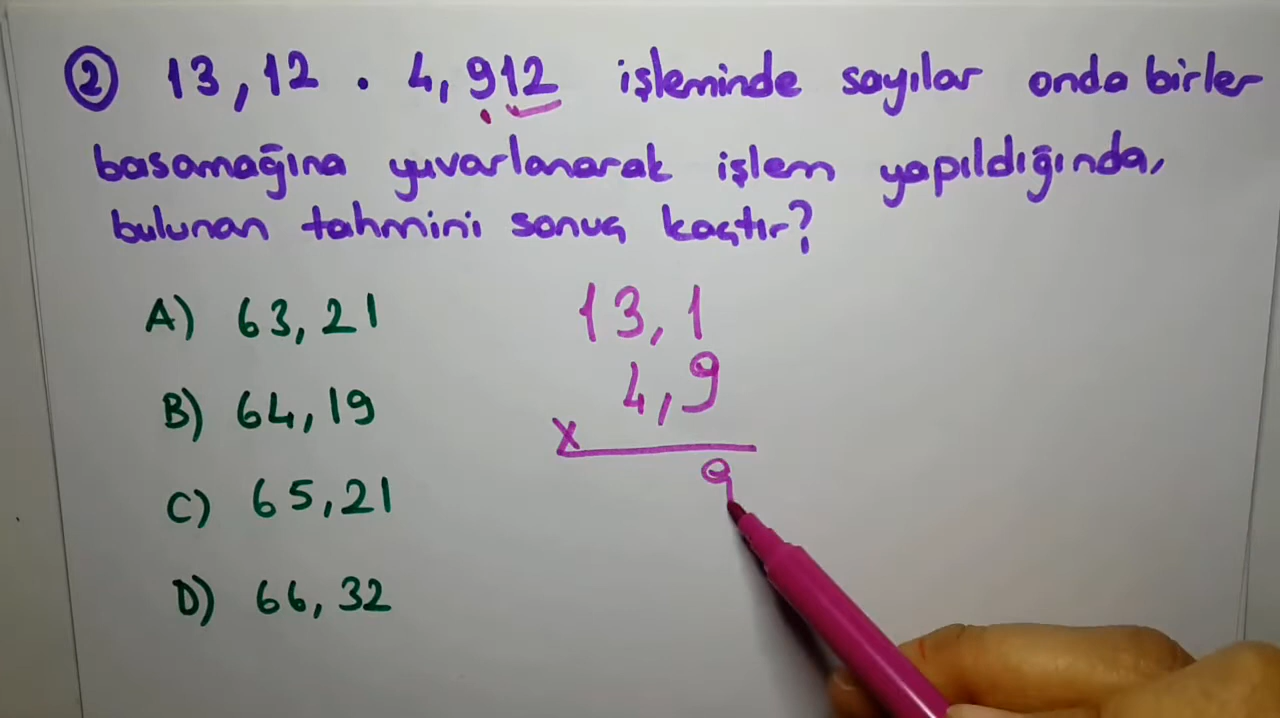 2 13,12 . 4,912 işleminde sayılar onda birler
basamağına yuvarlanarak işlem yapıldığında,
bulunan tahmini sonuç kaçtır?
A) 63,21
B) 64,19
C) 65,21
D) 66,32
13,1
4,9
x
9